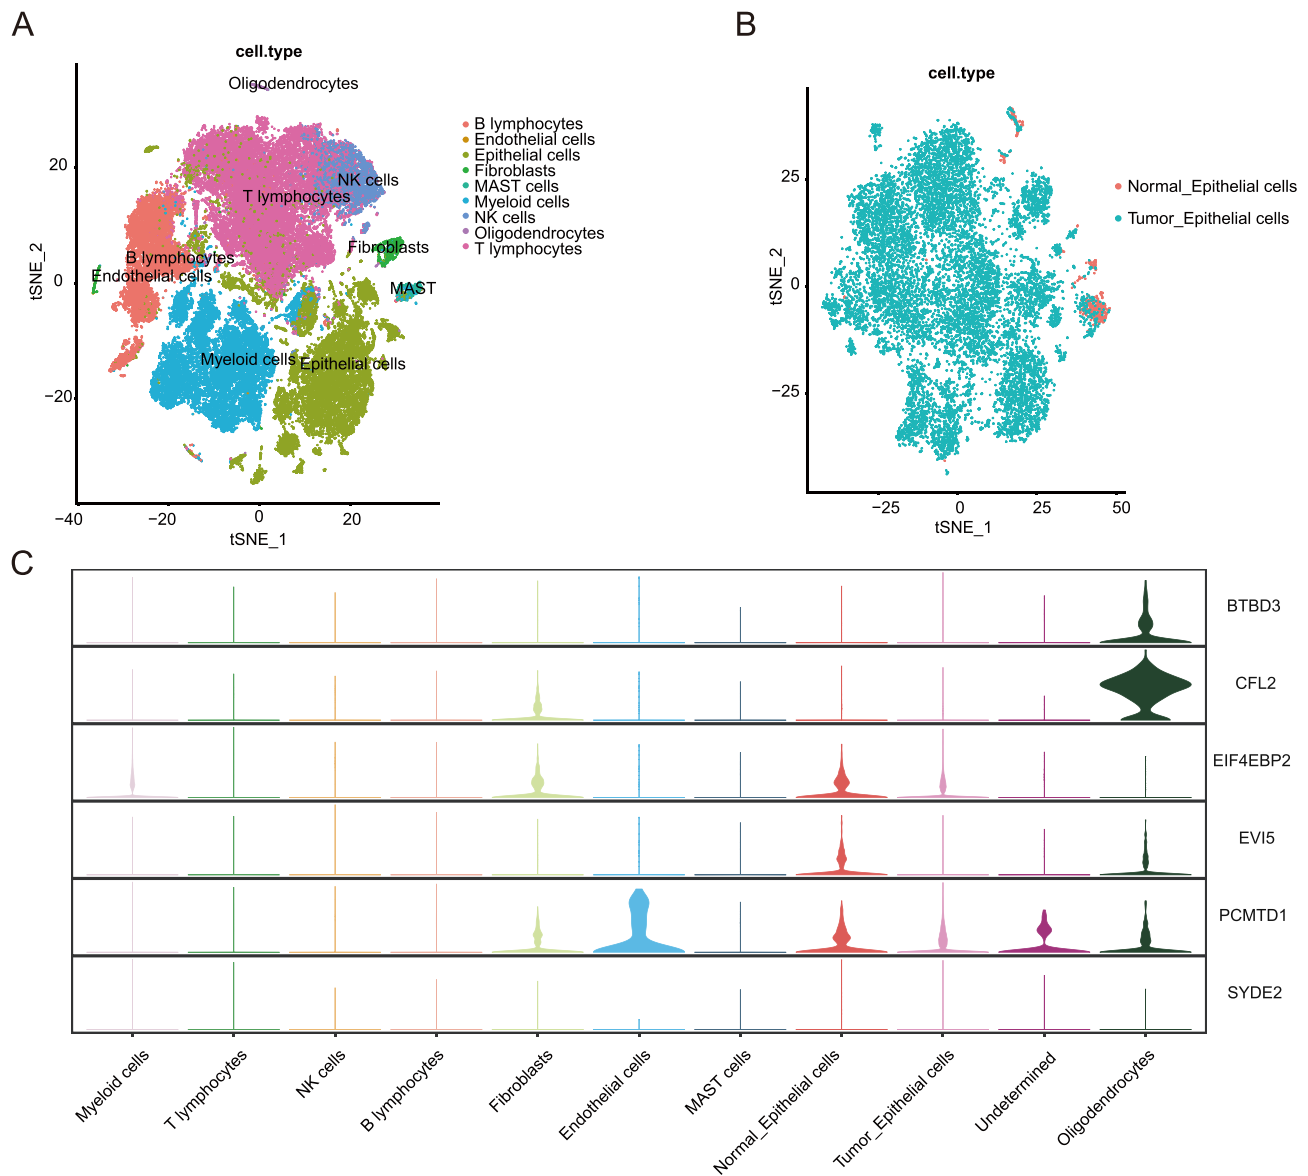 A
cell.type
Oligodendrocytes
NK cells
T lymphocytes
Fibroblasts
B lymphocytes
Endothelial cells
MAST
Myeloid cells
Epithelial cells
20
0
−20
tSNE_2
−40
−20
0
20
tSNE_1
B lymphocytes
Endothelial cells
Epithelial cells
Fibroblasts
MAST cells
Myeloid cells
NK cells
Oligodendrocytes
T lymphocytes
B
cell.type
25
0
−25
tSNE_2
−25
0
25
50
tSNE_1
Normal_Epithelial cells
Tumor_Epithelial cells
C
BTBD3
CFL2
EIF4EBP2
EVI5
PCMTD1
SYDE2
Myeloid cells
T lymphocytes
NK cells
B lymphocytes
Fibroblasts
Endothelial cells
MAST cells
Normal_Epithelial cells
Tumor_Epithelial cells
Undetermined
Oligodendrocytes